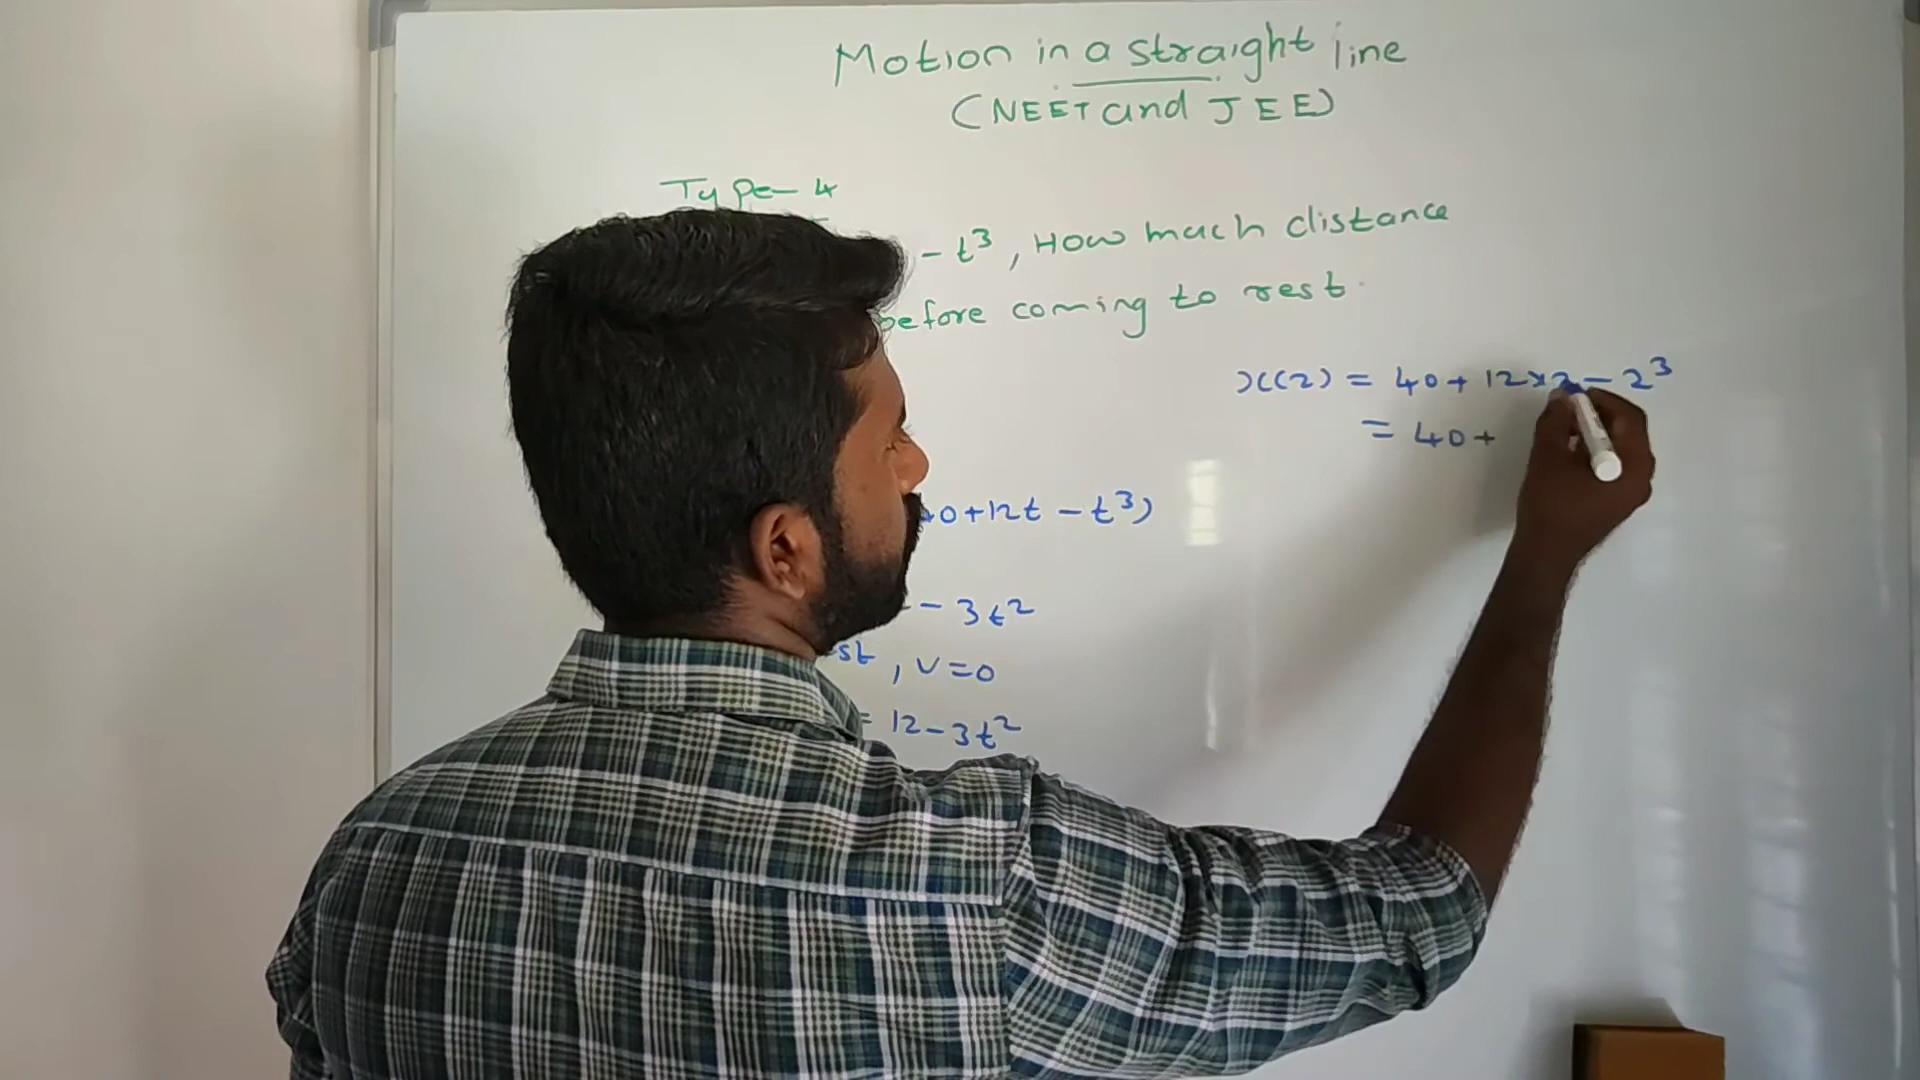 Motion in a straight line
(NEET and JEE)
Type - 4
- t³, How much distance
before coming to rest.
x(2) = 40 + 12×2 - 2³
= 40 +
0 + 12t - t³)
- 3t²
st, v = 0
= 12 - 3t²